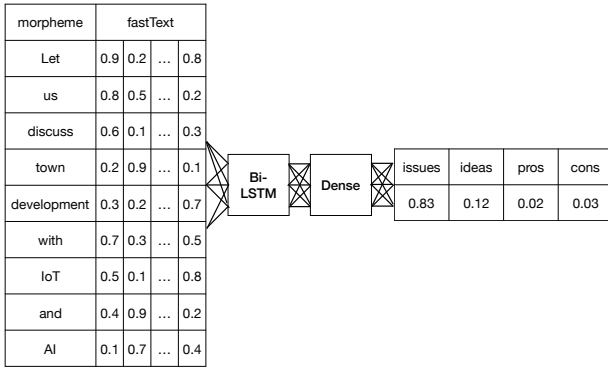 morpheme fastText
Let 0.9 0.2 ... 0.8
us 0.8 0.5 ... 0.2
discuss 0.6 0.1 ... 0.3
town 0.2 0.9 ... 0.1
development 0.3 0.2 ... 0.7
with 0.7 0.3 ... 0.5
IoT 0.5 0.1 ... 0.8
and 0.4 0.9 ... 0.2
AI 0.1 0.7 ... 0.4
Bi-
LSTM
Dense
issues ideas pros cons
0.83 0.12 0.02 0.03